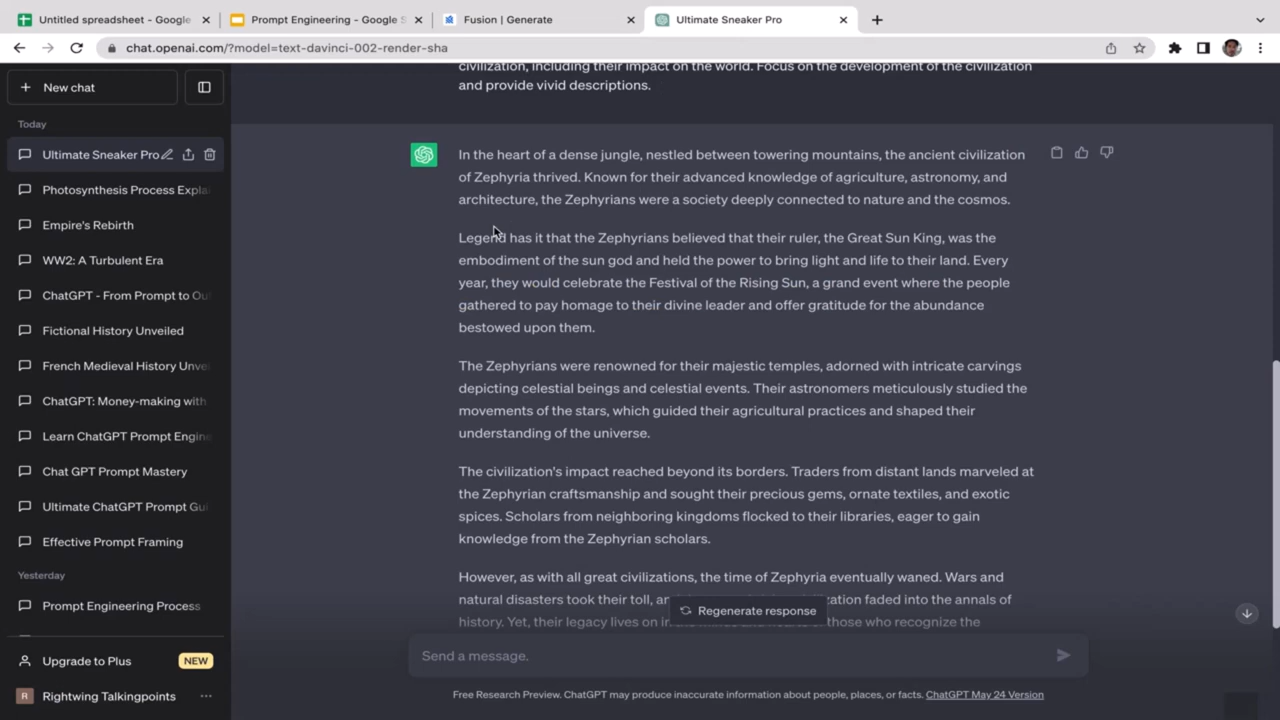 Untitled spreadsheet - Google
Prompt Engineering - Google S
Fusion | Generate
Ultimate Sneaker Pro
chat.openai.com/?model=text-davinci-002-render-sha
New chat
Today
Ultimate Sneaker Pro
Photosynthesis Process Expla
Empire's Rebirth
WW2: A Turbulent Era
ChatGPT - From Prompt to Ou
Fictional History Unveiled
French Medieval History Unve
ChatGPT: Money-making with
Learn ChatGPT Prompt Engine
Chat GPT Prompt Mastery
Ultimate ChatGPT Prompt Gui
Effective Prompt Framing
Yesterday
Prompt Engineering Process
Upgrade to Plus
NEW
R
Rightwing Talkingpoints
civilization, including their impact on the world. Focus on the development of the civilization
and provide vivid descriptions.
In the heart of a dense jungle, nestled between towering mountains, the ancient civilization
of Zephyria thrived. Known for their advanced knowledge of agriculture, astronomy, and
architecture, the Zephyrians were a society deeply connected to nature and the cosmos.
Legend has it that the Zephyrians believed that their ruler, the Great Sun King, was the
embodiment of the sun god and held the power to bring light and life to their land. Every
year, they would celebrate the Festival of the Rising Sun, a grand event where the people
gathered to pay homage to their divine leader and offer gratitude for the abundance
bestowed upon them.
The Zephyrians were renowned for their majestic temples, adorned with intricate carvings
depicting celestial beings and celestial events. Their astronomers meticulously studied the
movements of the stars, which guided their agricultural practices and shaped their
understanding of the universe.
The civilization's impact reached beyond its borders. Traders from distant lands marveled at
the Zephyrian craftsmanship and sought their precious gems, ornate textiles, and exotic
spices. Scholars from neighboring kingdoms flocked to their libraries, eager to gain
knowledge from the Zephyrian scholars.
However, as with all great civilizations, the time of Zephyria eventually waned. Wars and
natural disasters took their toll, ization faded into the annals of
history. Yet, their legacy lives on in those who recognize the
Regenerate response
Send a message.
Free Research Preview. ChatGPT may produce inaccurate information about people, places, or facts. ChatGPT May 24 Version